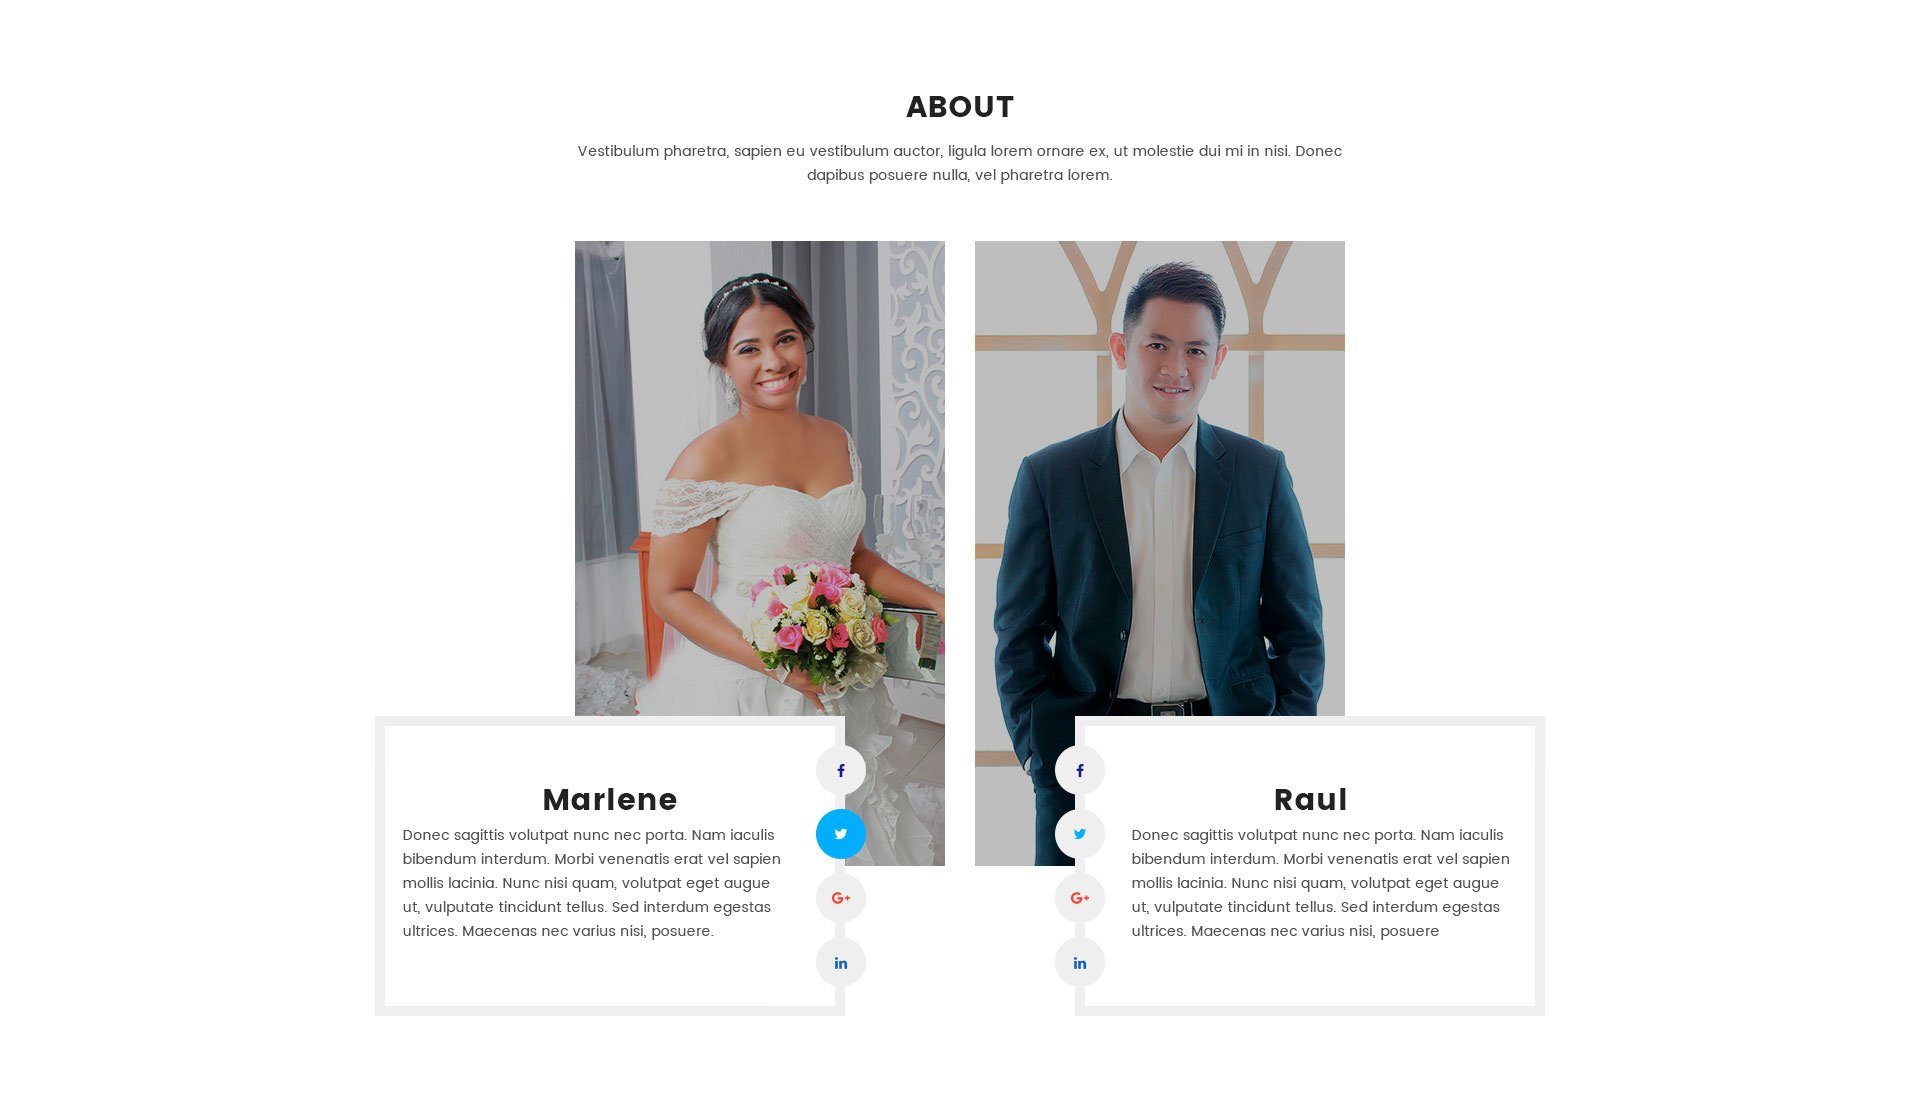 ABOUT
Vestibulum pharetra, sapien eu vestibulum auctor, ligula lorem ornare ex, ut molestie dui mi in nisi. Donec
dapibus posuere nulla, vel pharetra lorem.
Marlene
Donec sagittis volutpat nunc nec porta. Nam iaculis
bibendum interdum. Morbi venenatis erat vel sapien
mollis lacinia. Nunc nisi quam, volutpat eget augue
ut, vulputate tincidunt tellus. Sed interdum egestas
ultrices. Maecenas nec varius nisi, posuere.
f
G+
in
f
G+
in
Raul
Donec sagittis volutpat nunc nec porta. Nam iaculis
bibendum interdum. Morbi venenatis erat vel sapien
mollis lacinia. Nunc nisi quam, volutpat eget augue
ut, vulputate tincidunt tellus. Sed interdum egestas
ultrices. Maecenas nec varius nisi, posuere